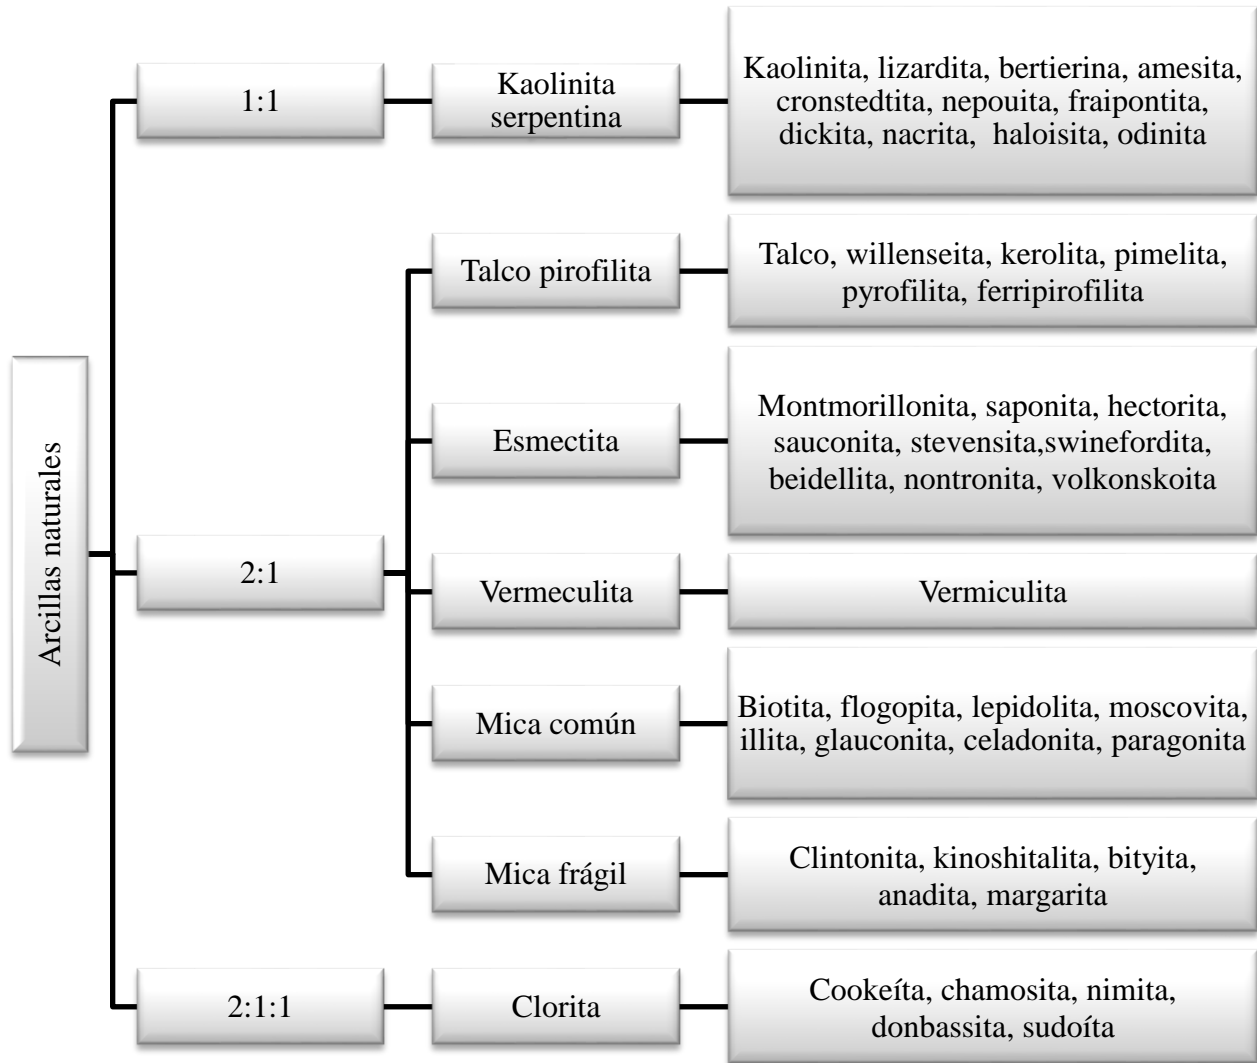 Arcillas naturales
1:1
Kaolinita
serpentina
Kaolinita, lizardita, bertierina, amesita,
cronstedtita, nepouita, fraipontita,
dickita, nacrita, haloisita, odinita
2:1
Talco pirofilita
Talco, willenseita, kerolita, pimelita,
pyrofilita, ferripirofilita
Esmectita
Montmorillonita, saponita, hectorita,
sauconita, stevensita,swinefordita,
beidellita, nontronita, volkonskoita
Vermeculita
Vermiculita
Mica común
Biotita, flogopita, lepidolita, moscovita,
illita, glauconita, celadonita, paragonita
Mica frágil
Clintonita, kinoshitalita, bityita,
anadita, margarita
2:1:1
Clorita
Cookeíta, chamosita, nimita,
donbassita, sudoíta